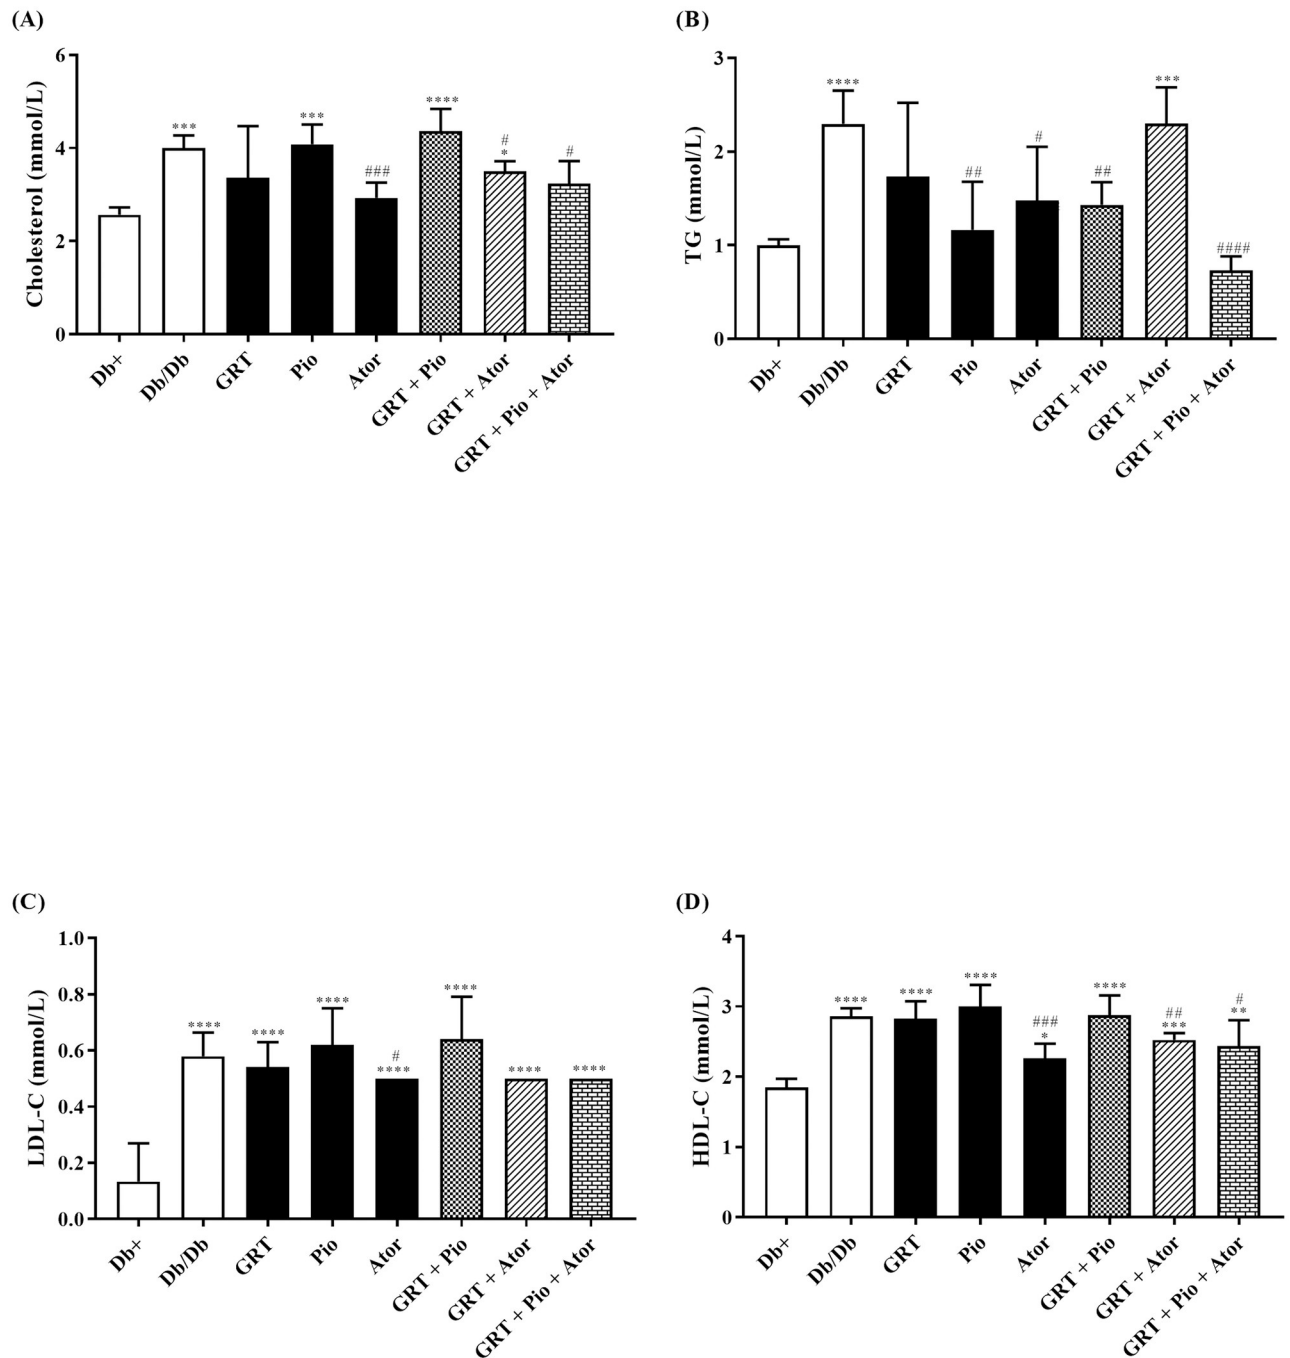 (A)
Cholesterol (mmol/L)
6
4
2
0
***
***
###
****
#
*
#
Db+
Db/Db
GRT
Pio
Ator
GRT + Pio
GRT + Ator
GRT + Pio + Ator
(B)
TG (mmol/L)
3
2
1
0
****
##
#
##
***
####
Db+
Db/Db
GRT
Pio
Ator
GRT + Pio
GRT + Ator
GRT + Pio + Ator
(C)
LDL-C (mmol/L)
1.0
0.8
0.6
0.4
0.2
0.0
****
****
****
#
****
****
****
****
Db+
Db/Db
GRT
Pio
Ator
GRT + Pio
GRT + Ator
GRT + Pio + Ator
(D)
HDL-C (mmol/L)
4
3
2
1
0
****
****
****
###
*
****
##
***
#
**
Db+
Db/Db
GRT
Pio
Ator
GRT + Pio
GRT + Ator
GRT + Pio + Ator